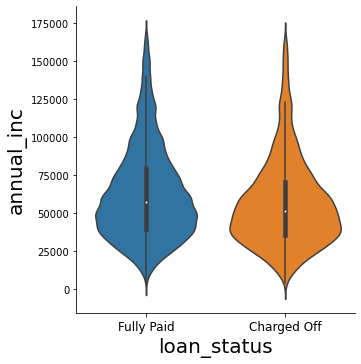 175000
150000
125000
100000
75000
50000
25000
0
annual_inc
Fully Paid
Charged Off
loan_status